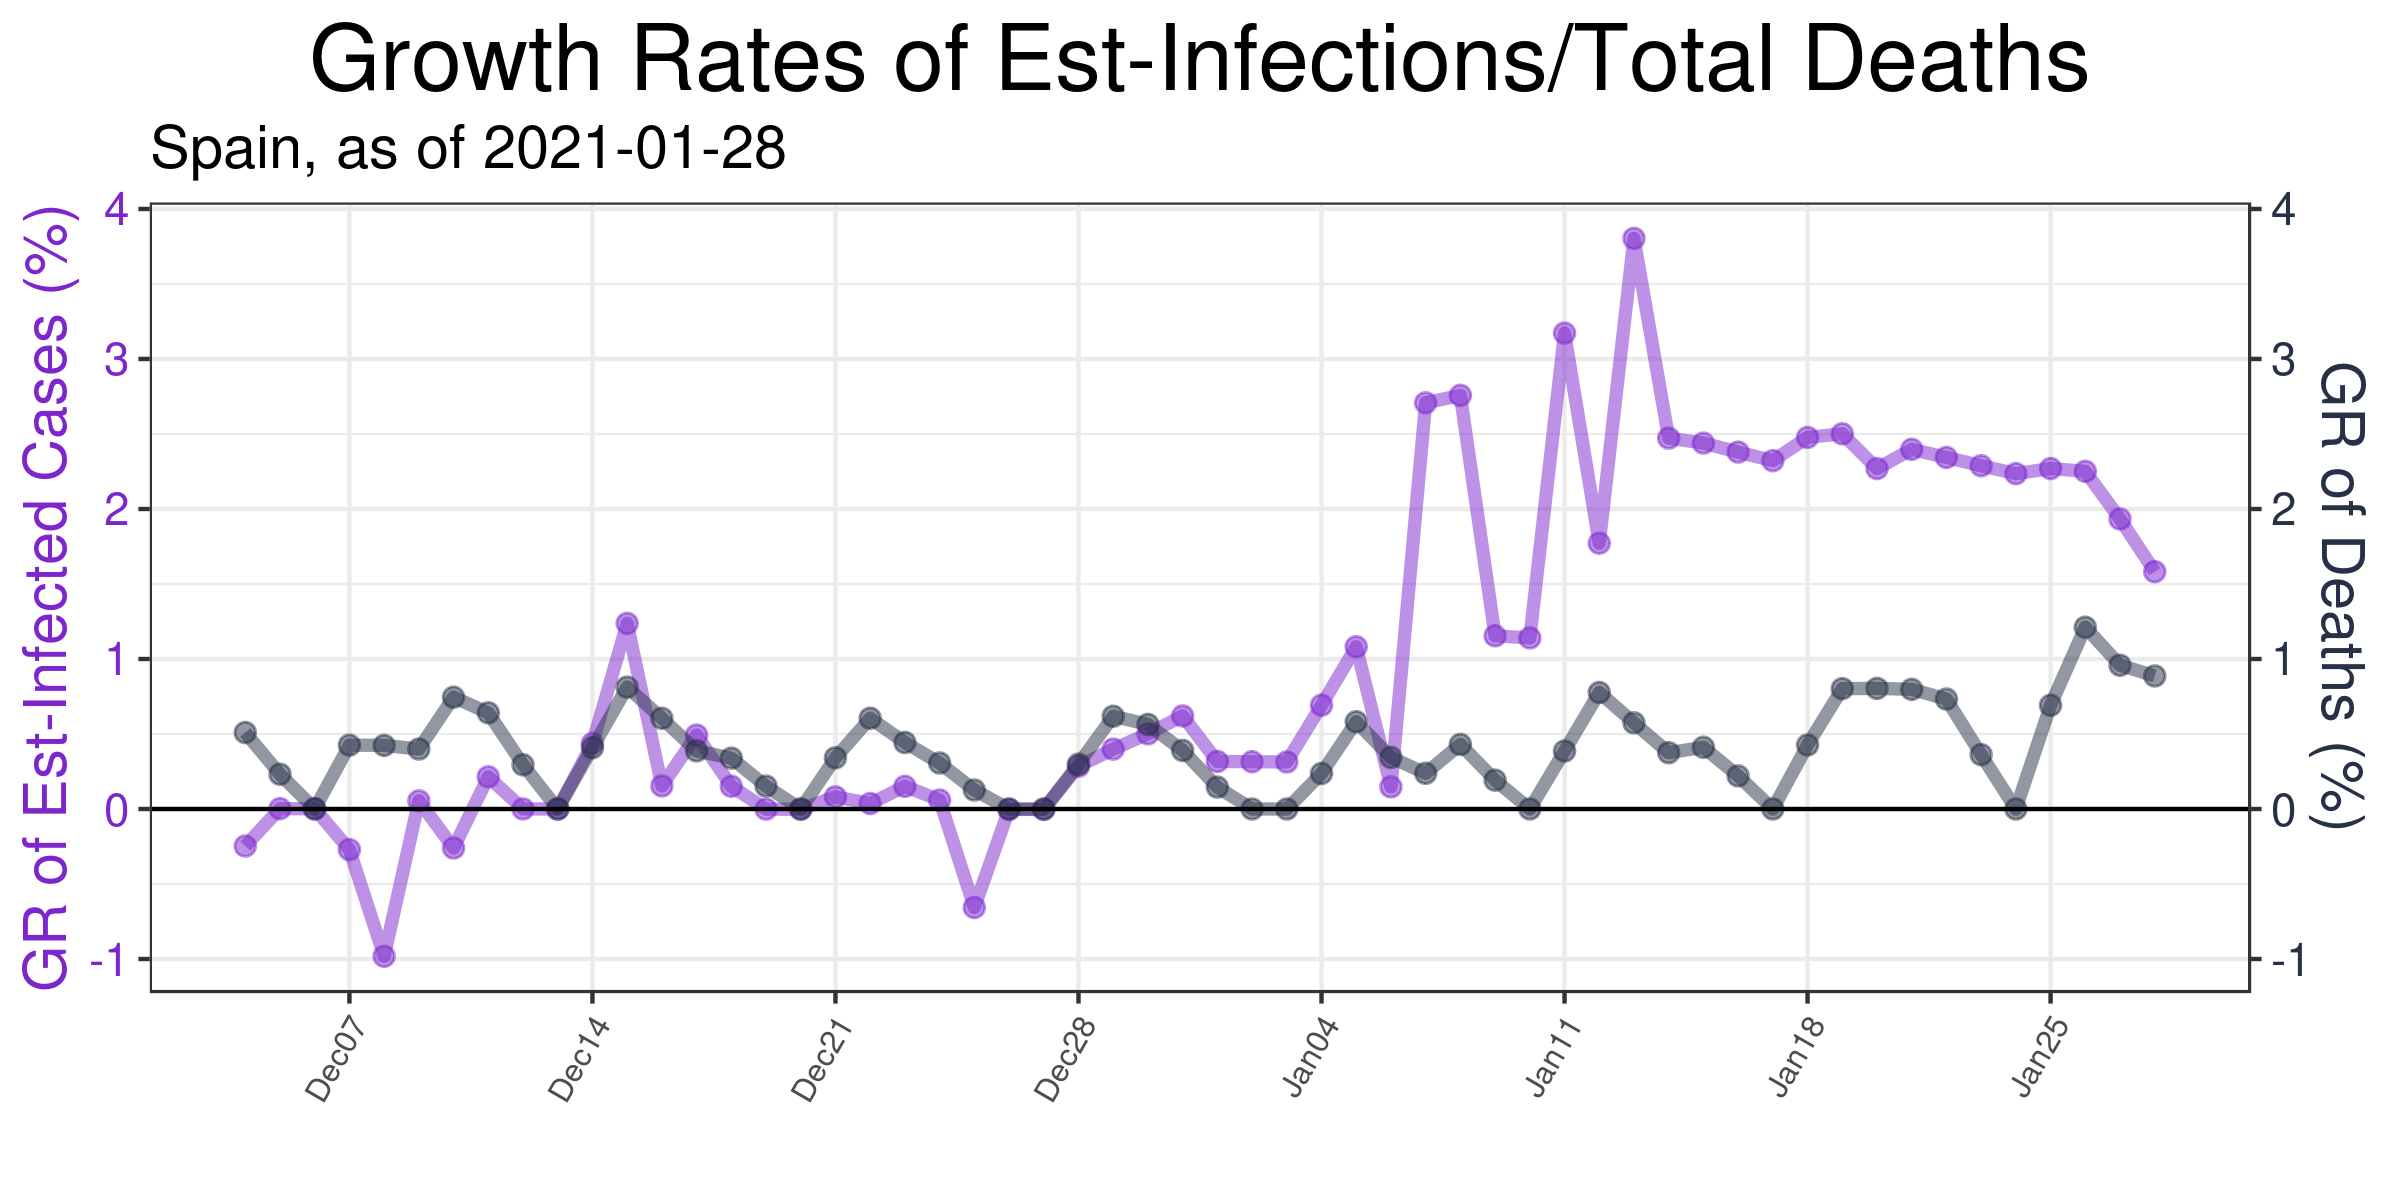 Growth Rates of Est-Infections/Total Deaths
Spain, as of 2021-01-28
GR of Est-Infected Cases (%)
4
3
2
1
0
-1
4
3
2
1
0
-1
GR of Deaths (%)
Dec07
Dec14
Dec21
Dec28
Jan04
Jan11
Jan18
Jan25